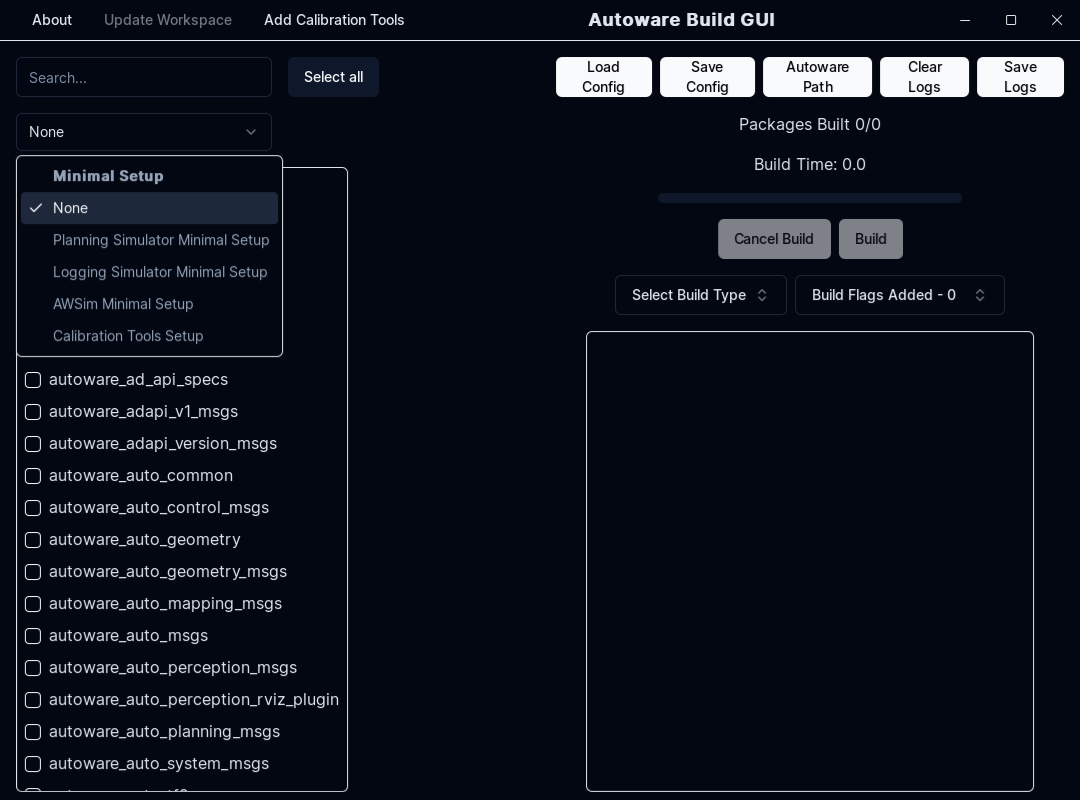 About
Update Workspace
Add Calibration Tools
Autoware Build GUI
Search...
Select all
Load
Config
Save
Config
Autoware
Path
Clear
Logs
Save
Logs
None
Packages Built 0/0
Build Time: 0.0
Cancel Build
Build
Select Build Type
Build Flags Added - 0
Minimal Setup
None
Planning Simulator Minimal Setup
Logging Simulator Minimal Setup
AWSim Minimal Setup
Calibration Tools Setup
autoware_ad_api_specs
autoware_adapi_v1_msgs
autoware_adapi_version_msgs
autoware_auto_common
autoware_auto_control_msgs
autoware_auto_geometry
autoware_auto_geometry_msgs
autoware_auto_mapping_msgs
autoware_auto_msgs
autoware_auto_perception_msgs
autoware_auto_perception_rviz_plugin
autoware_auto_planning_msgs
autoware_auto_system_msgs